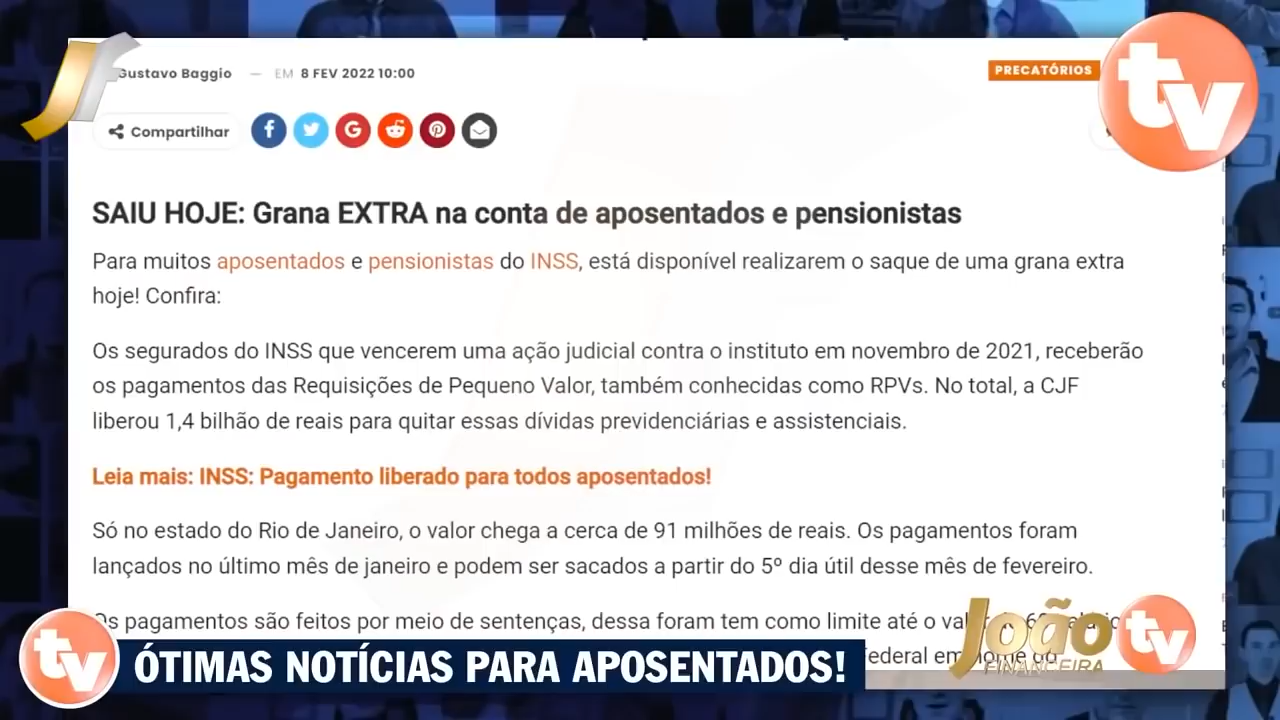 Gustavo Baggio — EM 8 FEV 2022 10:00
PRECATÓRIOS
tv
Compartilhar
SAIU HOJE: Grana EXTRA na conta de aposentados e pensionistas
Para muitos aposentados e pensionistas do INSS, está disponível realizarem o saque de uma grana extra
hoje! Confira:
Os segurados do INSS que vencerem uma ação judicial contra o instituto em novembro de 2021, receberão
os pagamentos das Requisições de Pequeno Valor, também conhecidas como RPVs. No total, a CJF
liberou 1,4 bilhão de reais para quitar essas dívidas previdenciárias e assistenciais.
Leia mais: INSS: Pagamento liberado para todos aposentados!
Só no estado do Rio de Janeiro, o valor chega a cerca de 91 milhões de reais. Os pagamentos foram
lançados no último mês de janeiro e podem ser sacados a partir do 5º dia útil desse mês de fevereiro.
Os pagamentos são feitos por meio de sentenças, dessa foram tem como limite até o
Federal em
tv
ÓTIMAS NOTÍCIAS PARA APOSENTADOS!
João
FINANCEIRA
tv